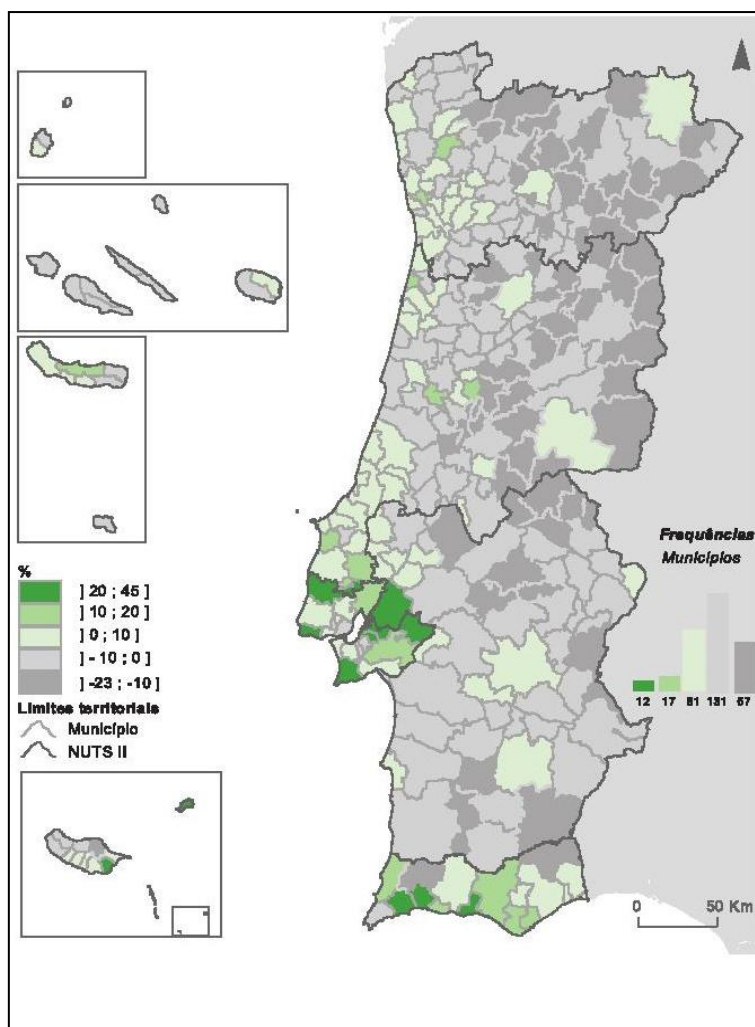 %
] 20 ; 45 ]
] 10 ; 20 ]
] 0 ; 10 ]
] - 10 ; 0 ]
] -23 ; -10 ]
Limites territoriais
Município
NUTS II
Frequências
Municípios
12 17 81 131 67
0 50 Km